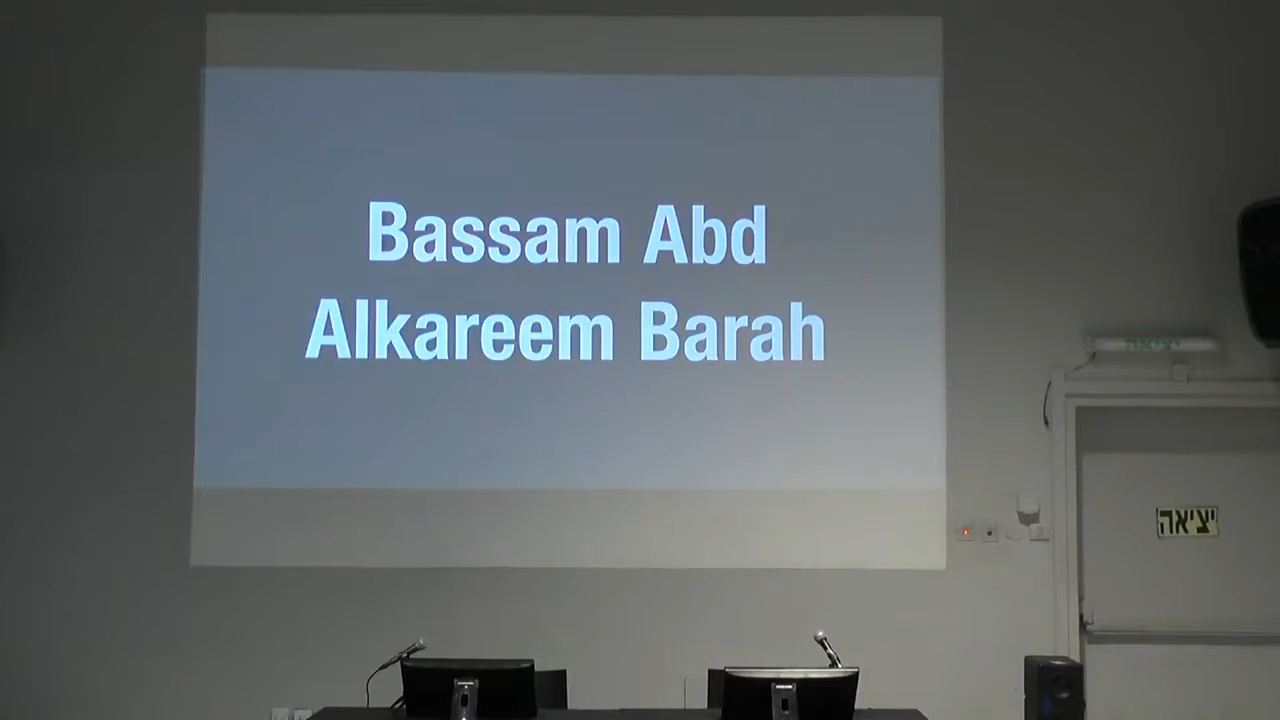 Bassam Abd
Alkareem Barah
יציאה